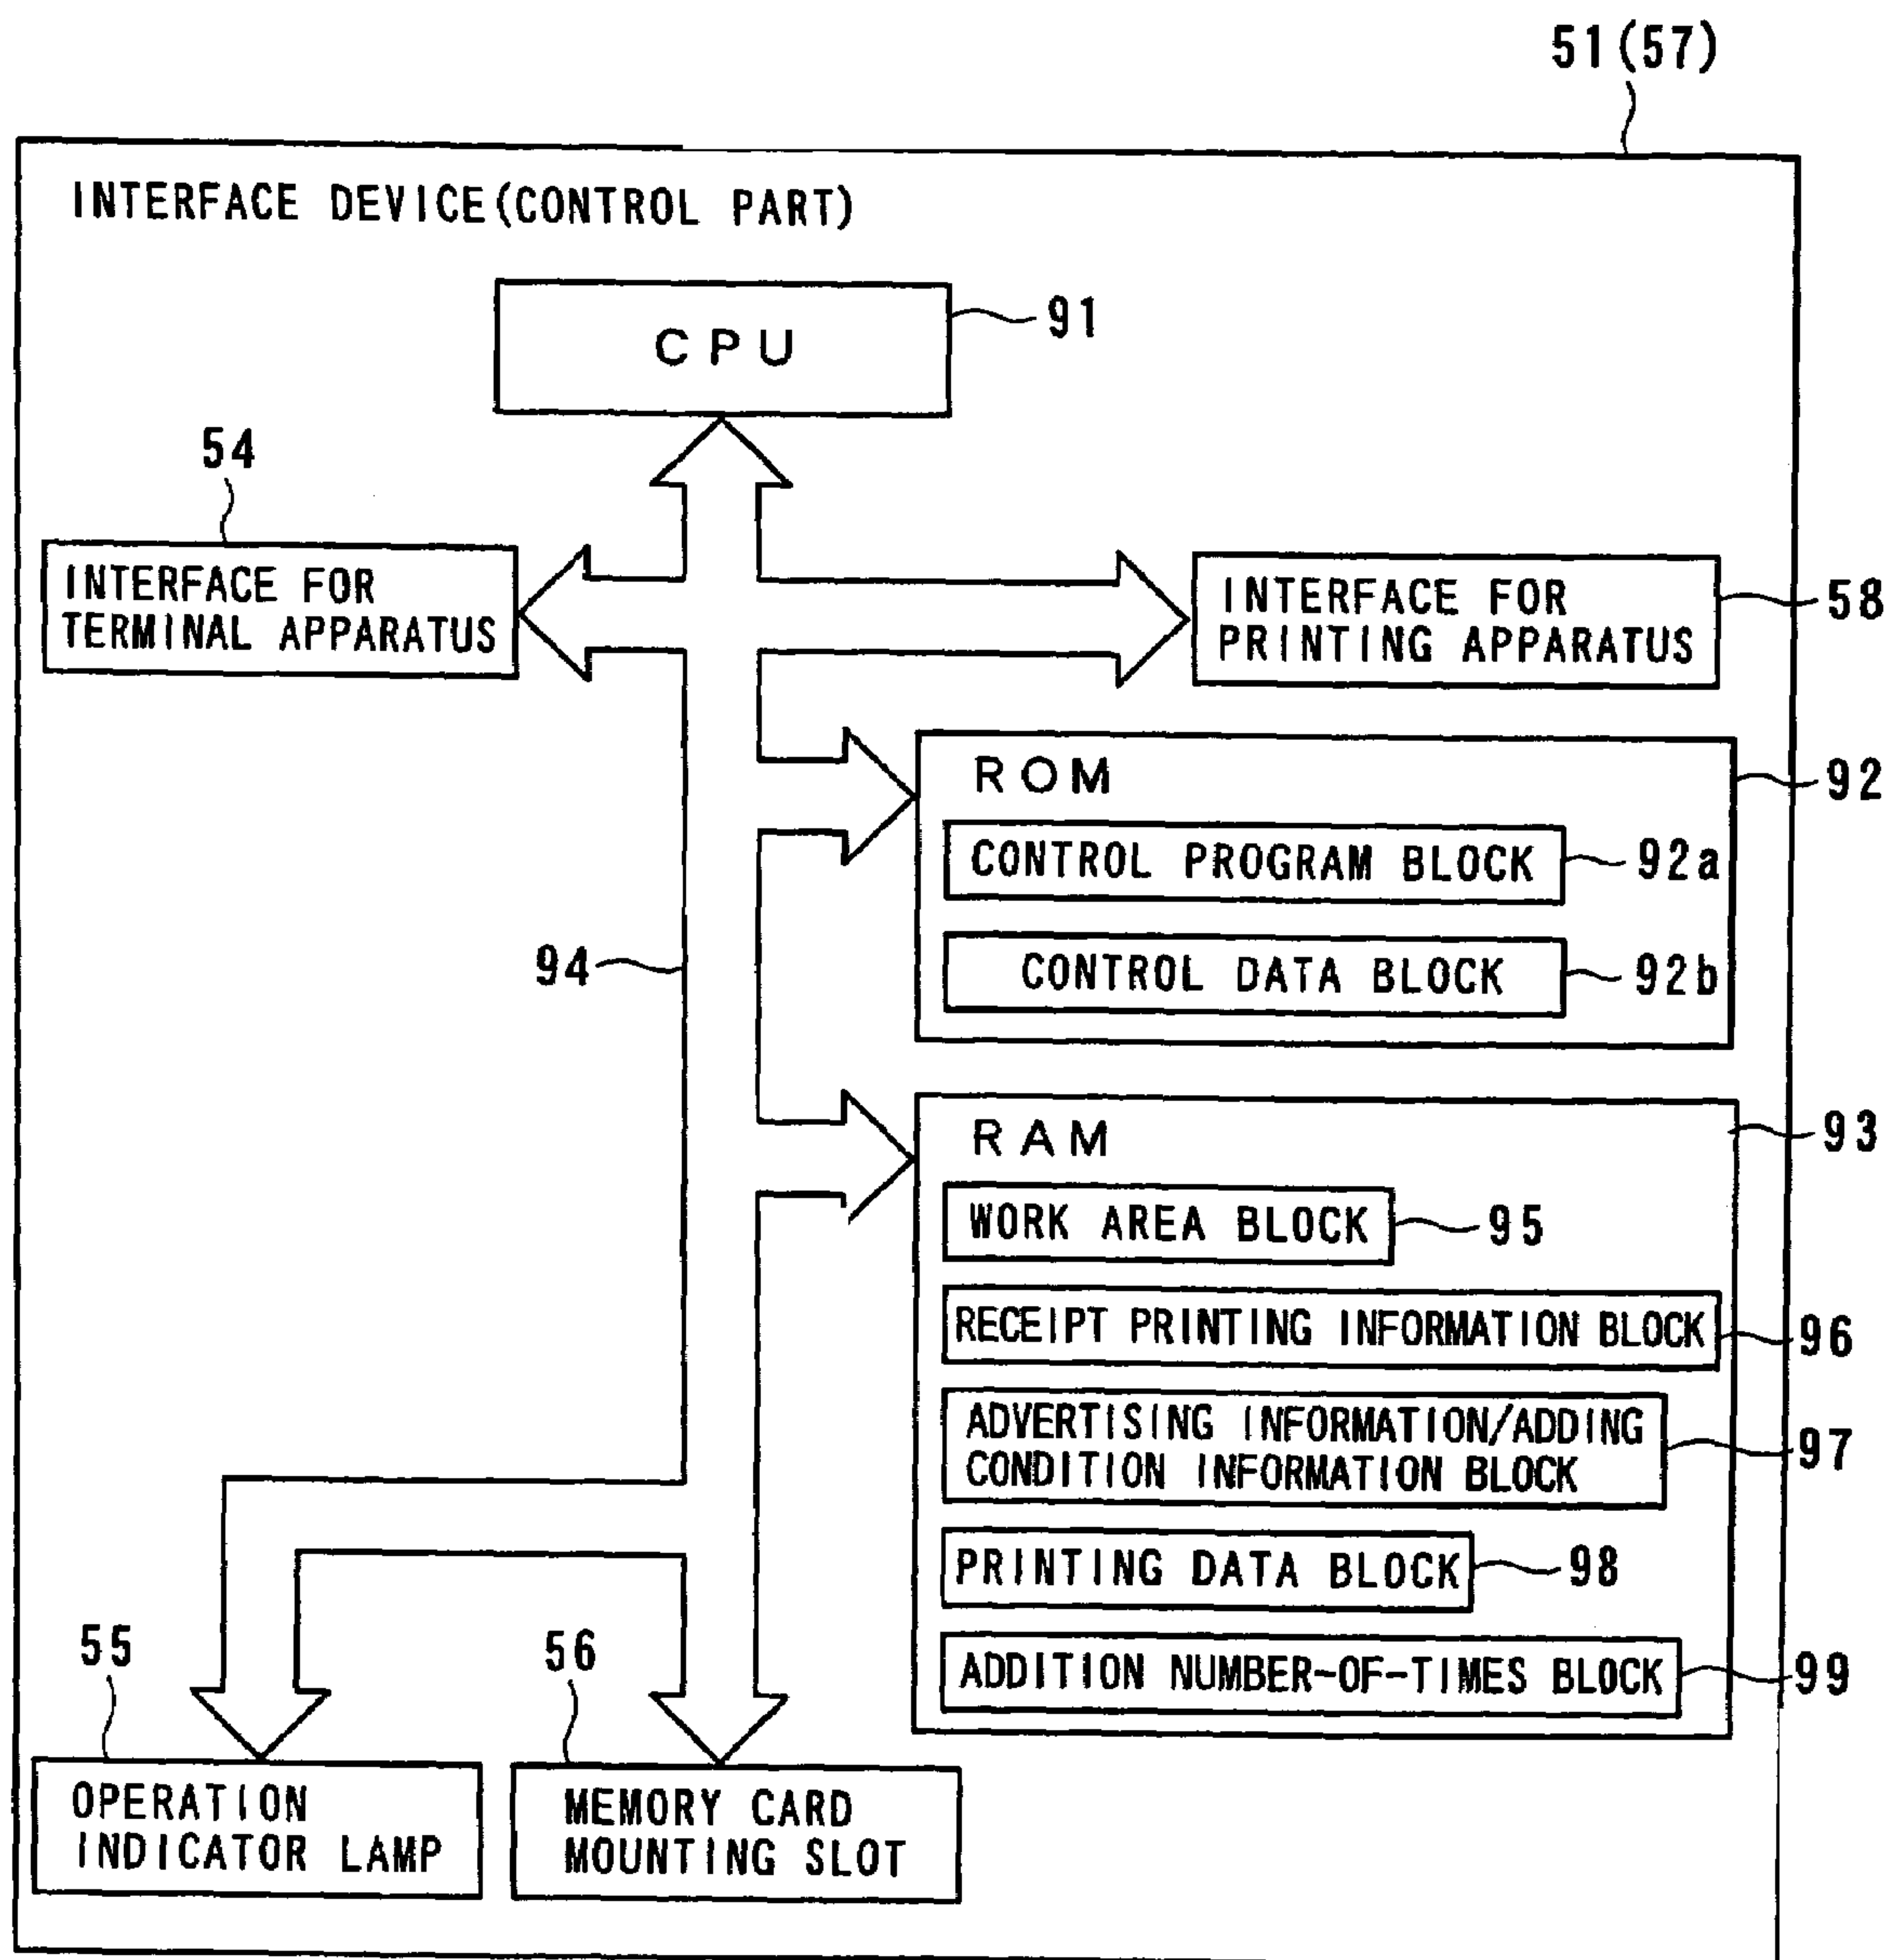 51(57)
INTERFACE DEVICE(CONTROL PART)
CPU
91
54
INTERFACE FOR
TERMINAL APPARATUS
INTERFACE FOR
PRINTING APPARATUS
58
ROM
92
CONTROL PROGRAM BLOCK
92a
CONTROL DATA BLOCK
92b
94
RAM
93
WORK AREA BLOCK
95
RECEIPT PRINTING INFORMATION BLOCK
96
ADVERTISING INFORMATION/ADDING
CONDITION INFORMATION BLOCK
97
PRINTING DATA BLOCK
98
ADDITION NUMBER-OF-TIMES BLOCK
99
55
OPERATION
INDICATOR LAMP
56
MEMORY CARD
MOUNTING SLOT